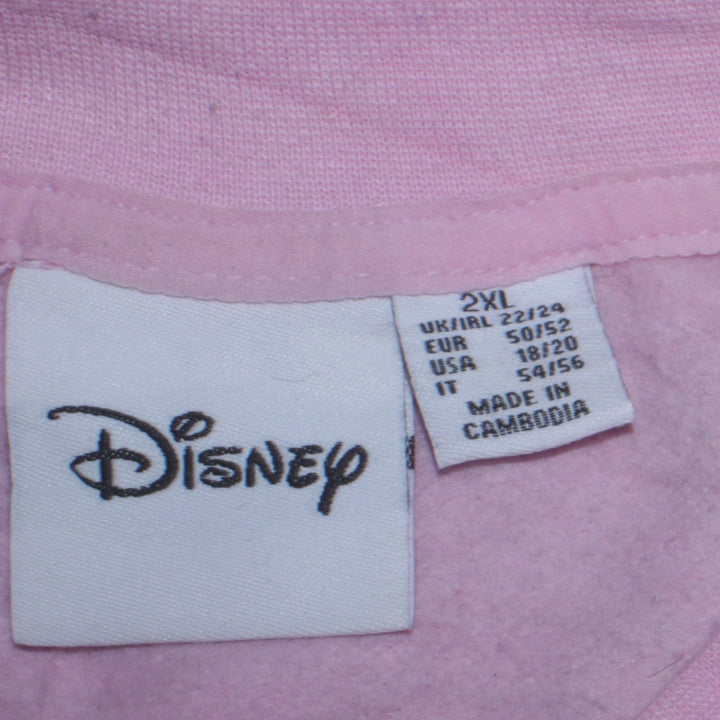 Disney
2XL
UK/IRL 22/24
EUR 50/52
USA 18/20
IT 54/56
MADE IN
CAMBODIA